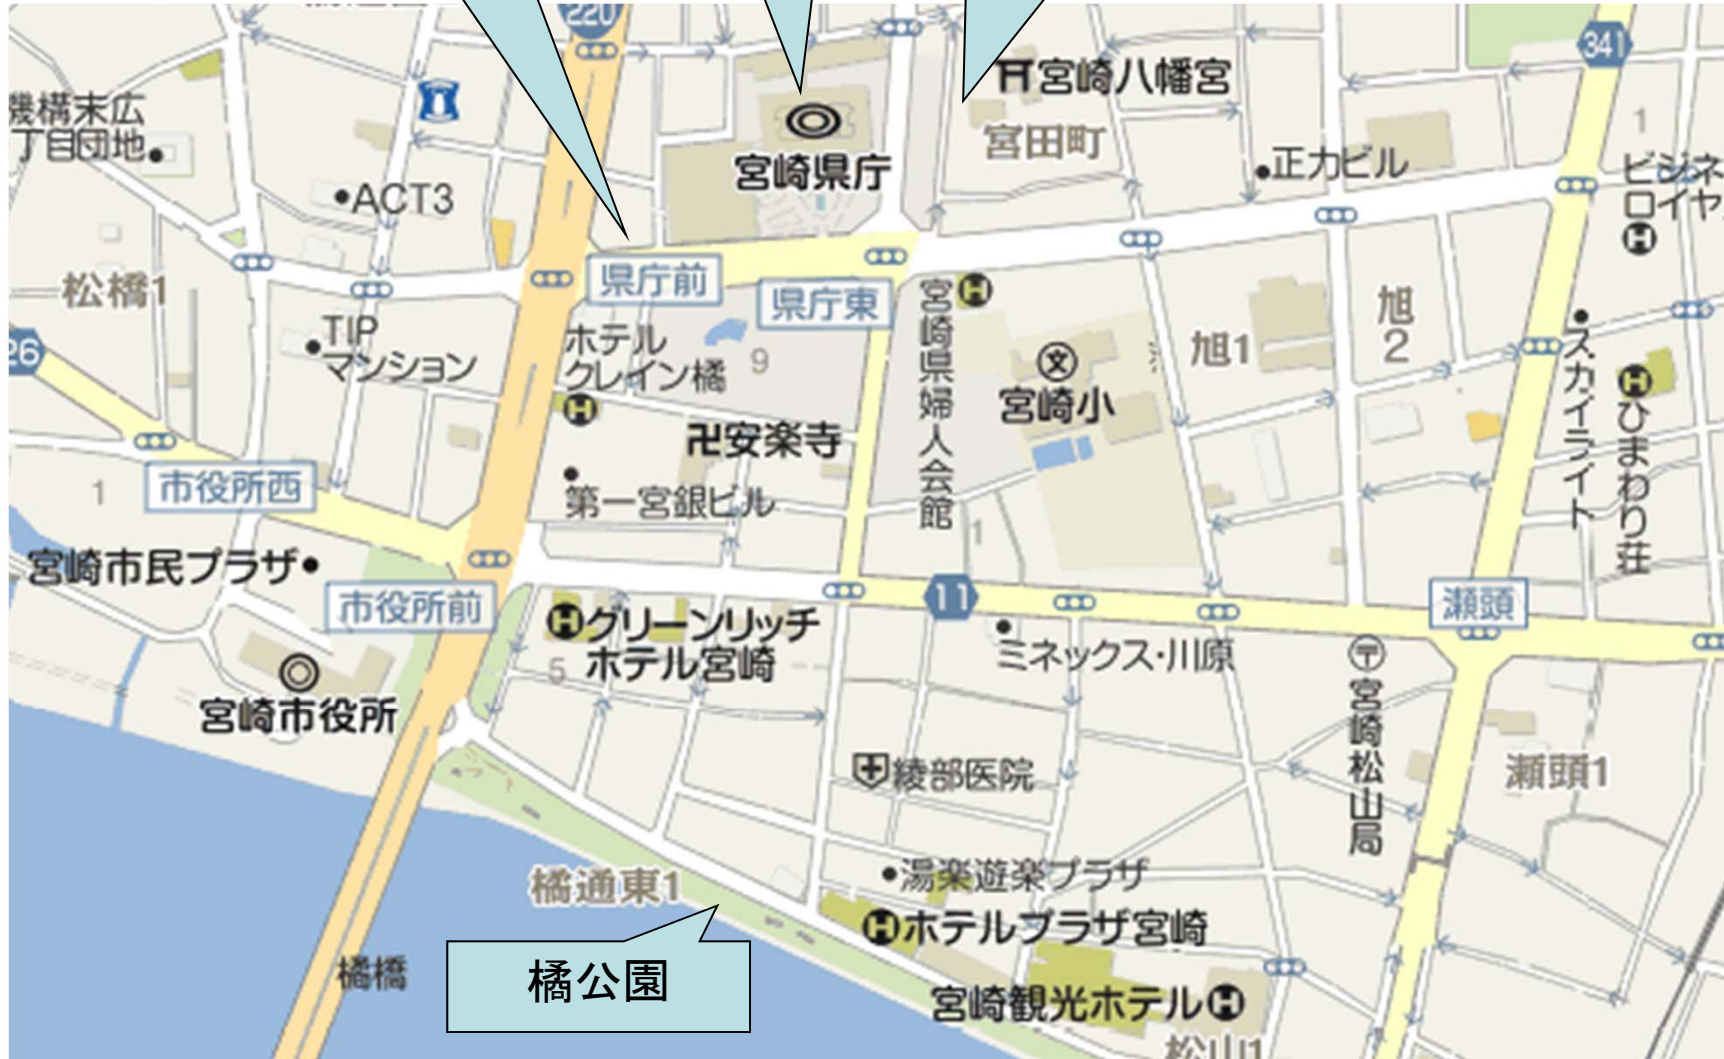 220
341
宮崎八幡宮
機構末広
丁目団地
宮田町
1
宮崎県庁
正力ビル
ビジネ
ロイヤ
H
ACT3
松橋1
県庁前
県庁東
H
宮崎県婦人会館
旭1
旭
2
TIP
マンション
26
ホテル
クレイン橘
H
9
文
宮崎小
スカイライト
H
ひまわり荘
卍安楽寺
1
市役所西
第一宮銀ビル
1
宮崎市民プラザ
市役所前
11
瀬頭
Hグリーンリッチ
ホテル宮崎
5
ミネックス・川原
〒
宮崎松山局
宮崎市役所
綾部医院
瀬頭1
橘通東1
湯楽遊楽プラザ
Hホテルプラザ宮崎
橘橋
橘公園
宮崎観光ホテルH
松山1